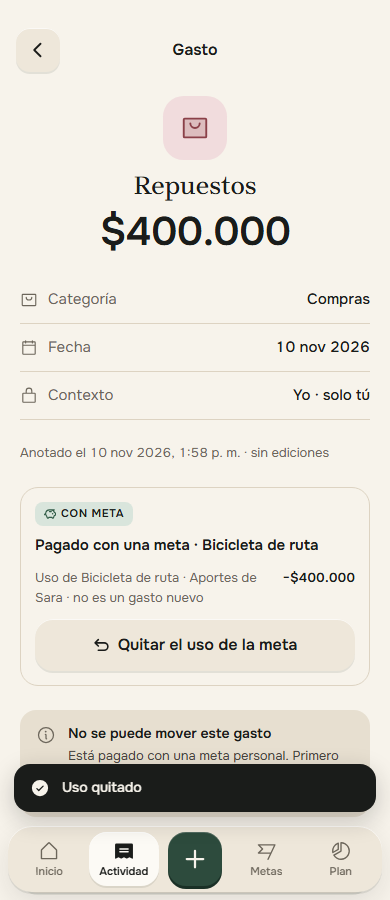 Gasto
Repuestos
$400.000
Categoría
Compras
Fecha
10 nov 2026
Contexto
Yo · solo tú
Anotado el 10 nov 2026, 1:58 p. m. · sin ediciones
CON META
Pagado con una meta · Bicicleta de ruta
Uso de Bicicleta de ruta · Aportes de
Sara · no es un gasto nuevo
-$400.000
Quitar el uso de la meta
No se puede mover este gasto
Está pagado con una meta personal. Primero
Uso quitado
Inicio
Actividad
Metas
Plan